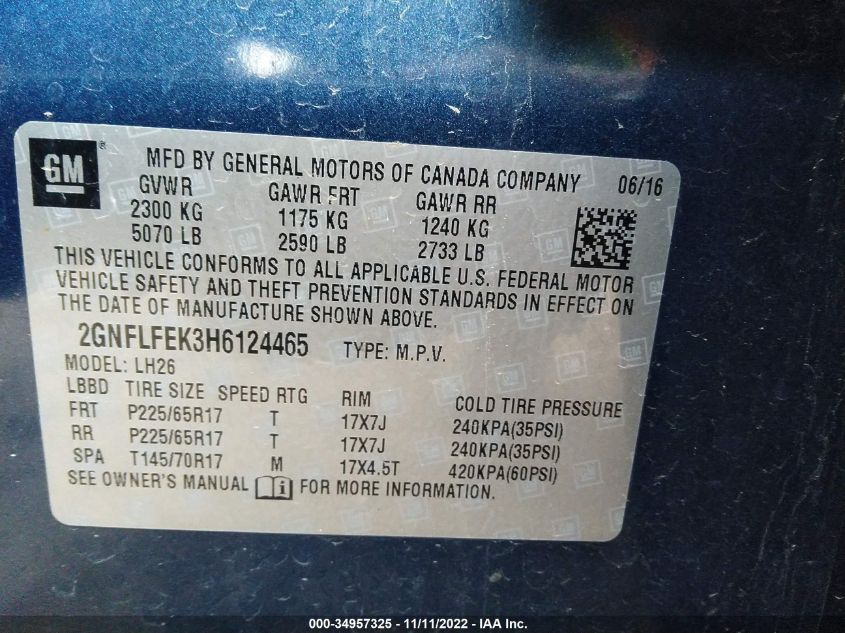 GM ®
MFD BY GENERAL MOTORS OF CANADA COMPANY 06/16
GVWR GAWR FRT GAWR RR
2300 KG 1175 KG 1240 KG
5070 LB 2590 LB 2733 LB
THIS VEHICLE CONFORMS TO ALL APPLICABLE U.S. FEDERAL MOTOR
VEHICLE SAFETY AND THEFT PREVENTION STANDARDS IN EFFECT ON
THE DATE OF MANUFACTURE SHOWN ABOVE.
2GNFLFEK3H6124465 TYPE: M.P.V.
MODEL: LH26
LBBD TIRE SIZE SPEED RTG RIM COLD TIRE PRESSURE
FRT P225/65R17 T 17X7J 240KPA(35PSI)
RR P225/65R17 T 17X7J 240KPA(35PSI)
SPA T145/70R17 M 17X4.5T 420KPA(60PSI)
SEE OWNER'S MANUAL i FOR MORE INFORMATION.
000-34957325 - 11/11/2022 - IAA Inc.